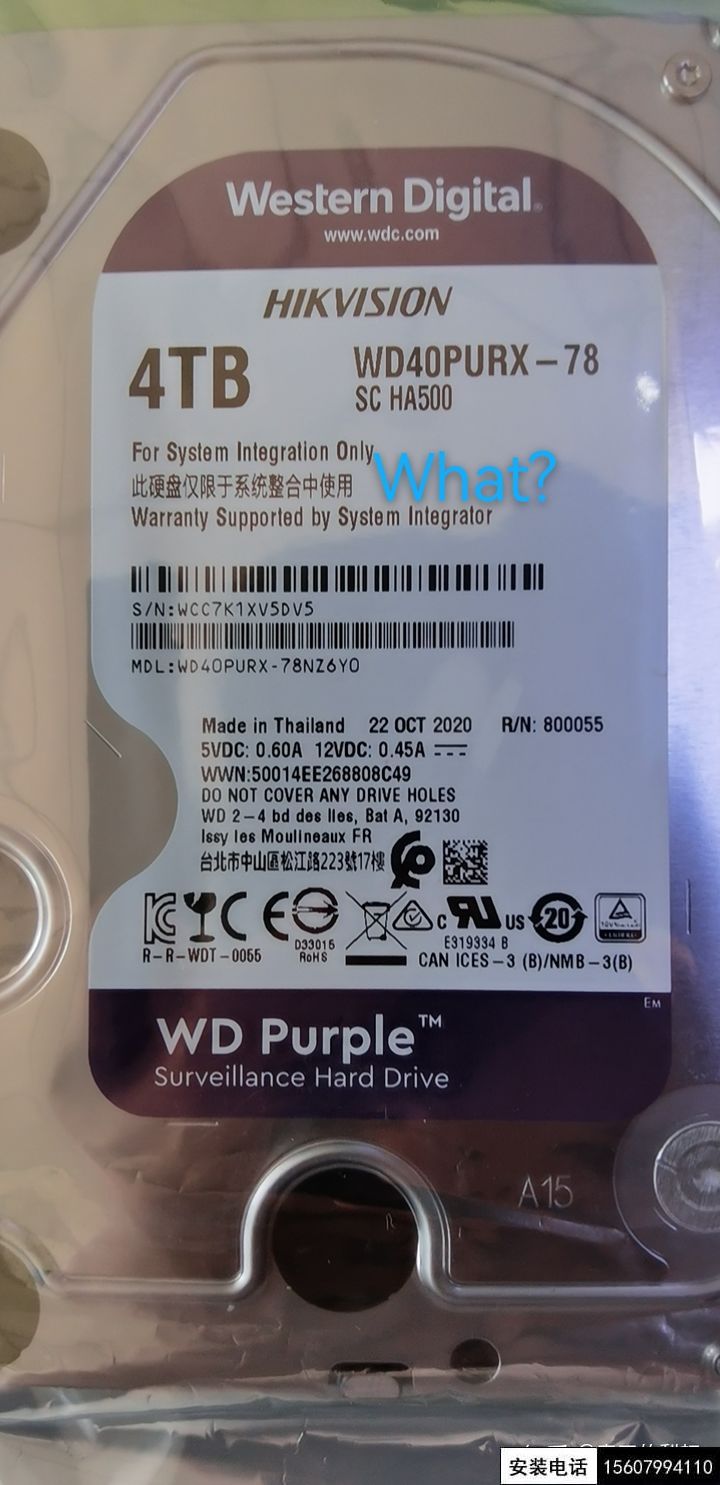 Western Digital®
www.wdc.com
HIKVISION
4TB
WD40PURX-78
SC HA500
For System Integration Only
What?
此硬盘仅限于系统整合中使用
Warranty Supported by System Integrator
S/N:WCC7K1XV5DV5
MDL:WD40PURX-78NZ6Y0
Made in Thailand 22 OCT 2020 R/N: 800055
5VDC: 0.60A 12VDC: 0.45A
WWN:50014EE268808C49
DO NOT COVER ANY DRIVE HOLES
WD 2-4 bd des Iles, Bat A, 92130
Issy les Moulineaux FR
台北市中山區松江路223號17樓
R-R-WDT-0055
D33015
RoHS
c UR US
20
E319334 B
CAN ICES-3 (B)/NMB-3(B)
EM
WD Purple™
Surveillance Hard Drive
A15
安装电话 15607994110